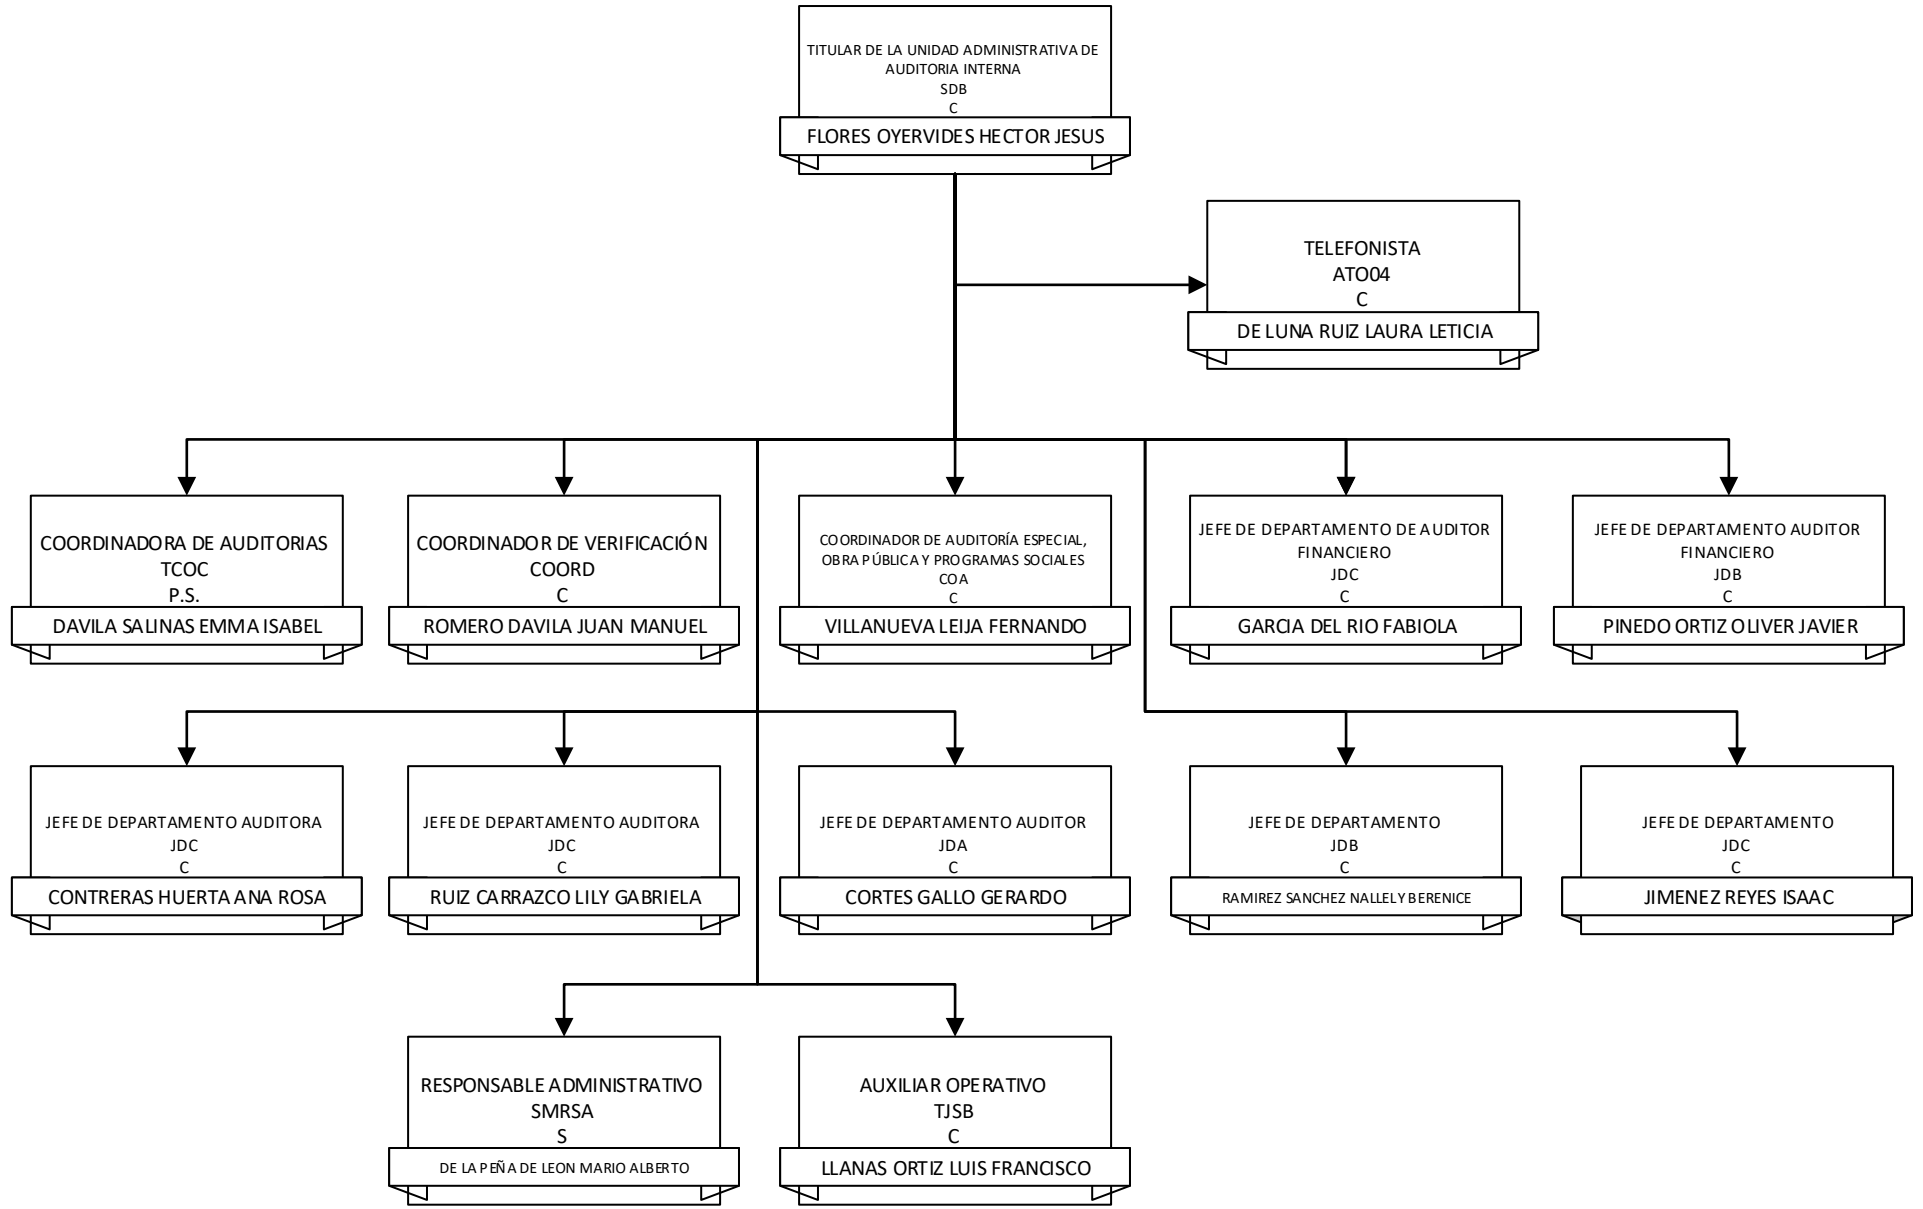 TITULAR DE LA UNIDAD ADMINISTRATIVA DE
AUDITORIA INTERNA
SDB
C
FLORES OYERVIDES HECTOR JESUS
TELEFONISTA
ATO04
C
DE LUNA RUIZ LAURA LETICIA
COORDINADORA DE AUDITORIAS
TCOC
P.S.
DAVILA SALINAS EMMA ISABEL
COORDINADOR DE VERIFICACIÓN
COORD
C
ROMERO DAVILA JUAN MANUEL
COORDINADOR DE AUDITORÍA ESPECIAL,
OBRA PÚBLICA Y PROGRAMAS SOCIALES
COA
C
VILLANUEVA LEIJA FERNANDO
JEFE DE DEPARTAMENTO DE AUDITOR
FINANCIERO
JDC
C
GARCIA DEL RIO FABIOLA
JEFE DE DEPARTAMENTO AUDITOR
FINANCIERO
JDB
C
PINEDO ORTIZ OLIVER JAVIER
JEFE DE DEPARTAMENTO AUDITORA
JDC
C
CONTRERAS HUERTA ANA ROSA
JEFE DE DEPARTAMENTO AUDITORA
JDC
C
RUIZ CARRAZCO LILY GABRIELA
JEFE DE DEPARTAMENTO AUDITOR
JDA
C
CORTES GALLO GERARDO
JEFE DE DEPARTAMENTO
JDB
C
RAMIREZ SANCHEZ NALLELY BERENICE
JEFE DE DEPARTAMENTO
JDC
C
JIMENEZ REYES ISAAC
RESPONSABLE ADMINISTRATIVO
SMRSA
S
DE LA PEÑA DE LEON MARIO ALBERTO
AUXILIAR OPERATIVO
TJSB
C
LLANAS ORTIZ LUIS FRANCISCO